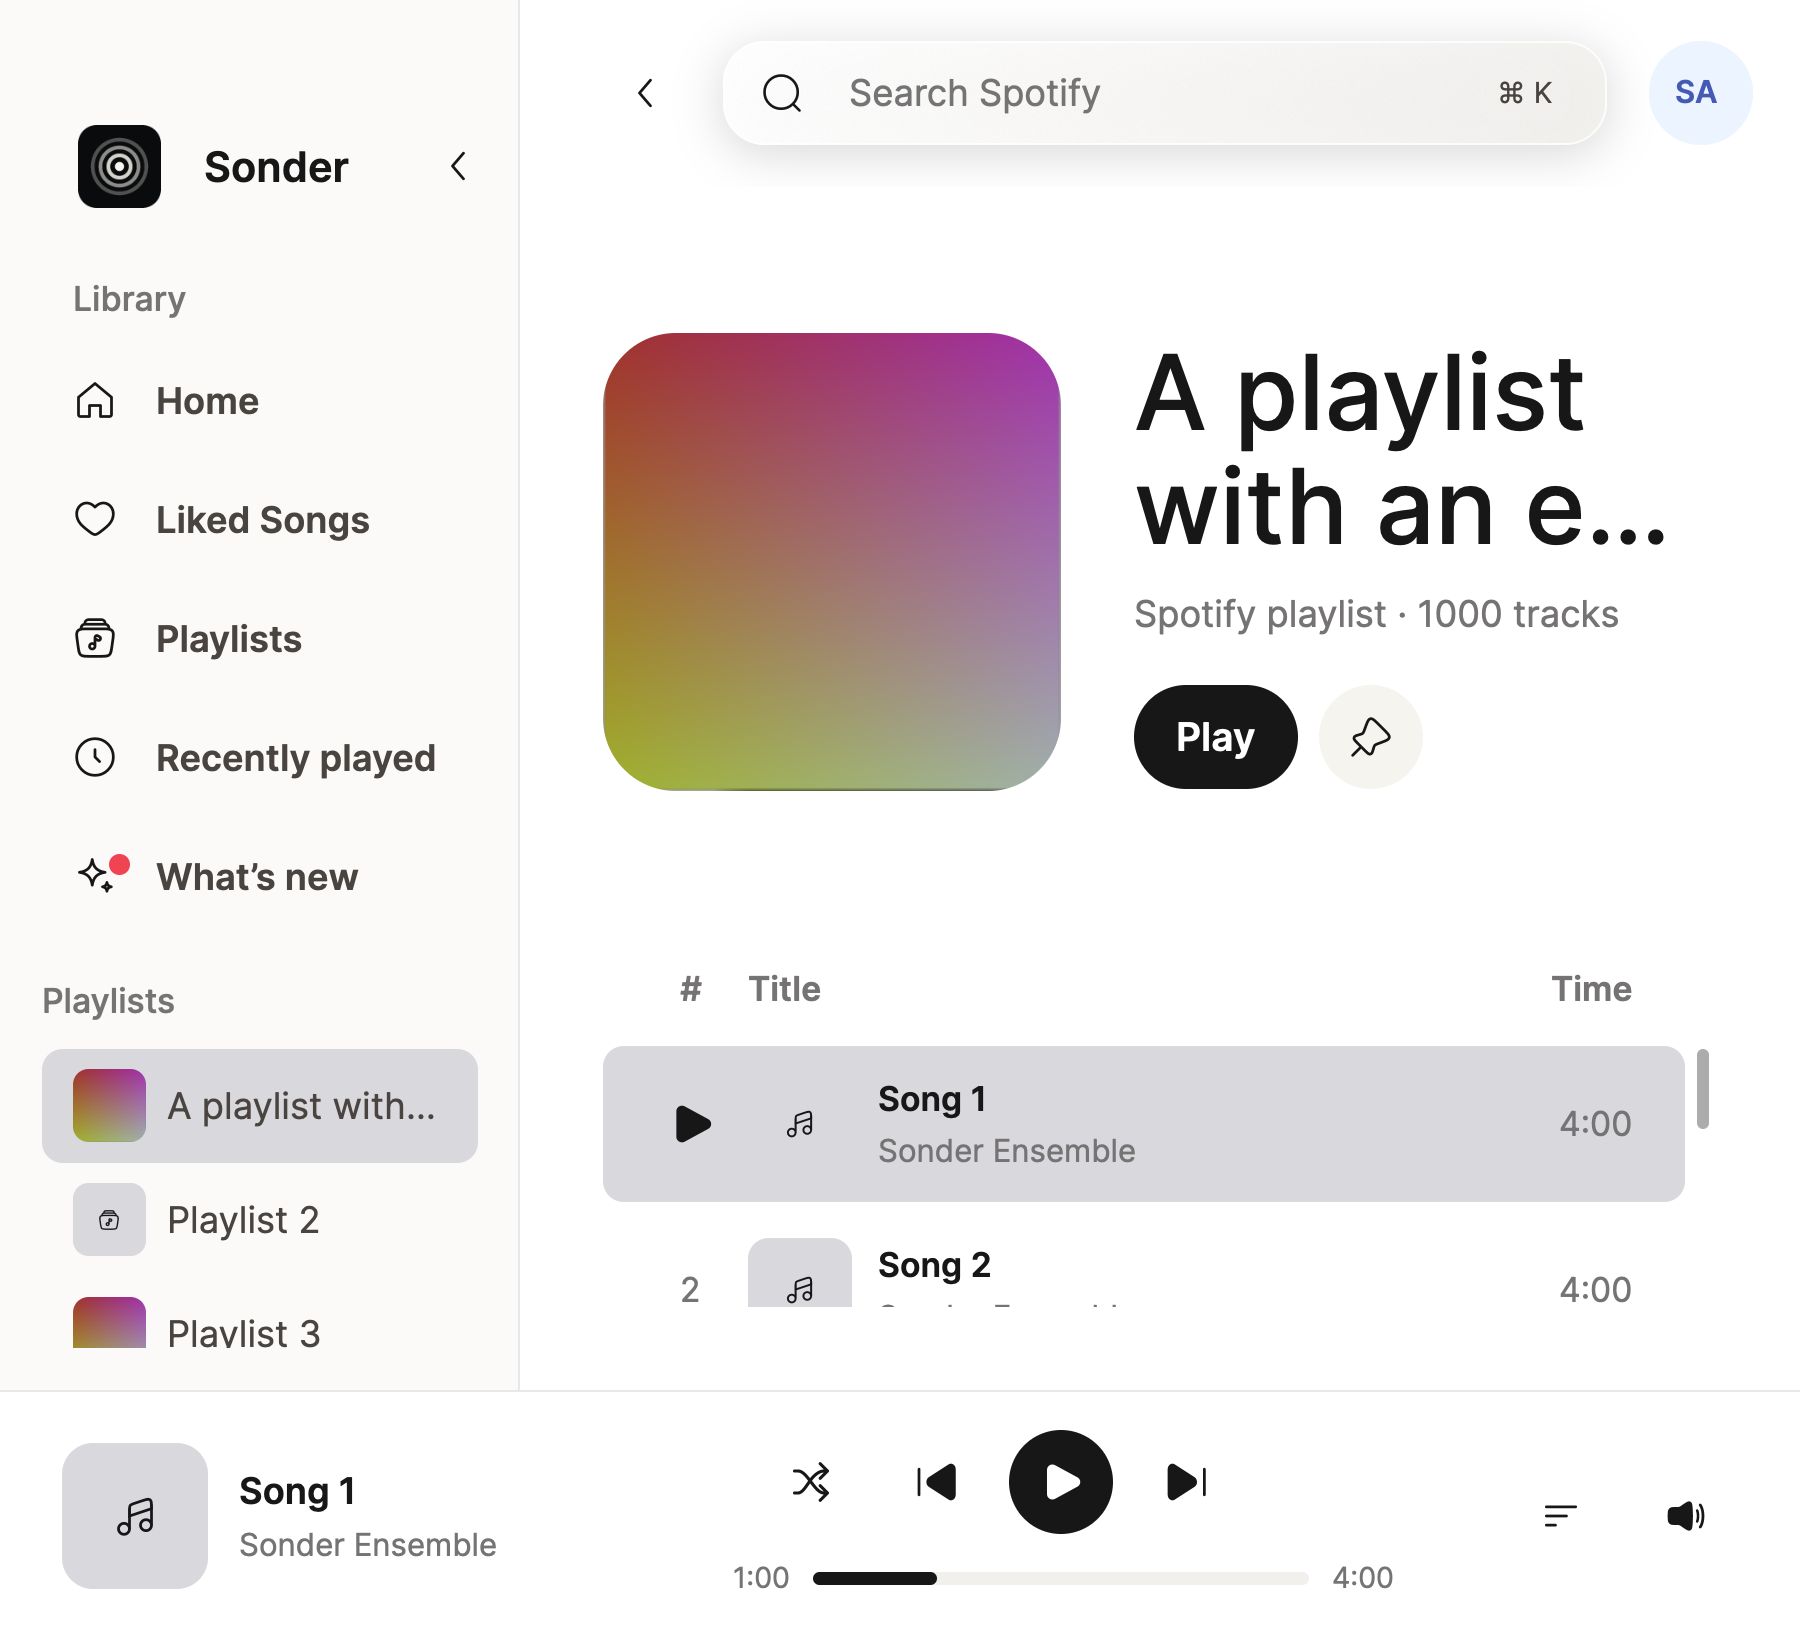 Search Spotify
⌘ K
SA
Sonder
Library
Home
Liked Songs
Playlists
Recently played
What’s new
Playlists
A playlist with...
Playlist 2
Playlist 3
A playlist
with an e...
Spotify playlist · 1000 tracks
Play
# Title Time
Song 1
Sonder Ensemble
4:00
2
Song 2
4:00
Song 1
Sonder Ensemble
1:00
4:00